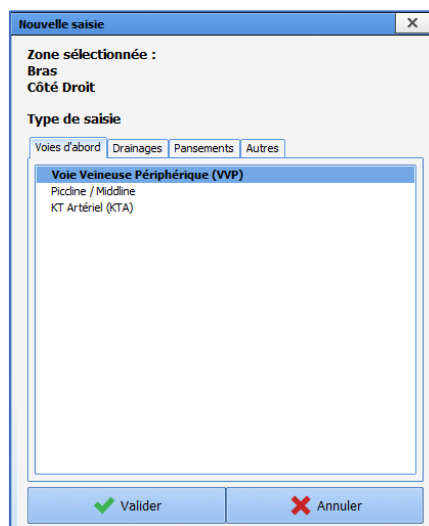 Nouvelle saisie
Zone sélectionnée :
Bras
Côté Droit
Type de saisie
Voies d'abord Drainages Pansements Autres
Voie Veineuse Périphérique (VVP)
Piccline / Middline
KT Artériel (KTA)
Valider Annuler